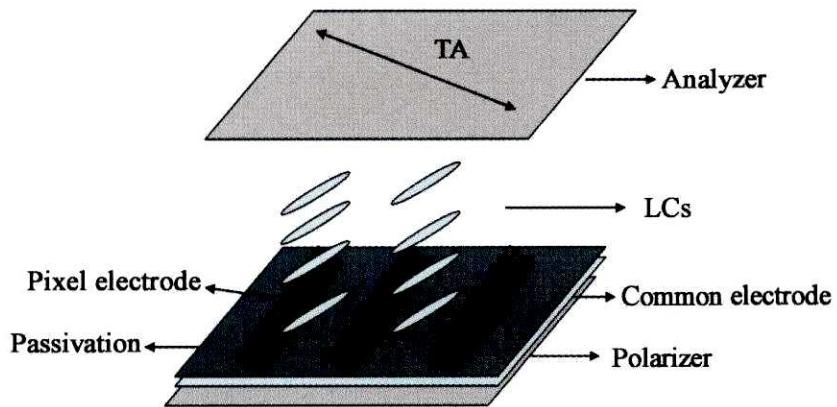 TA
Analyzer
LCs
Pixel electrode
Common electrode
Passivation
Polarizer